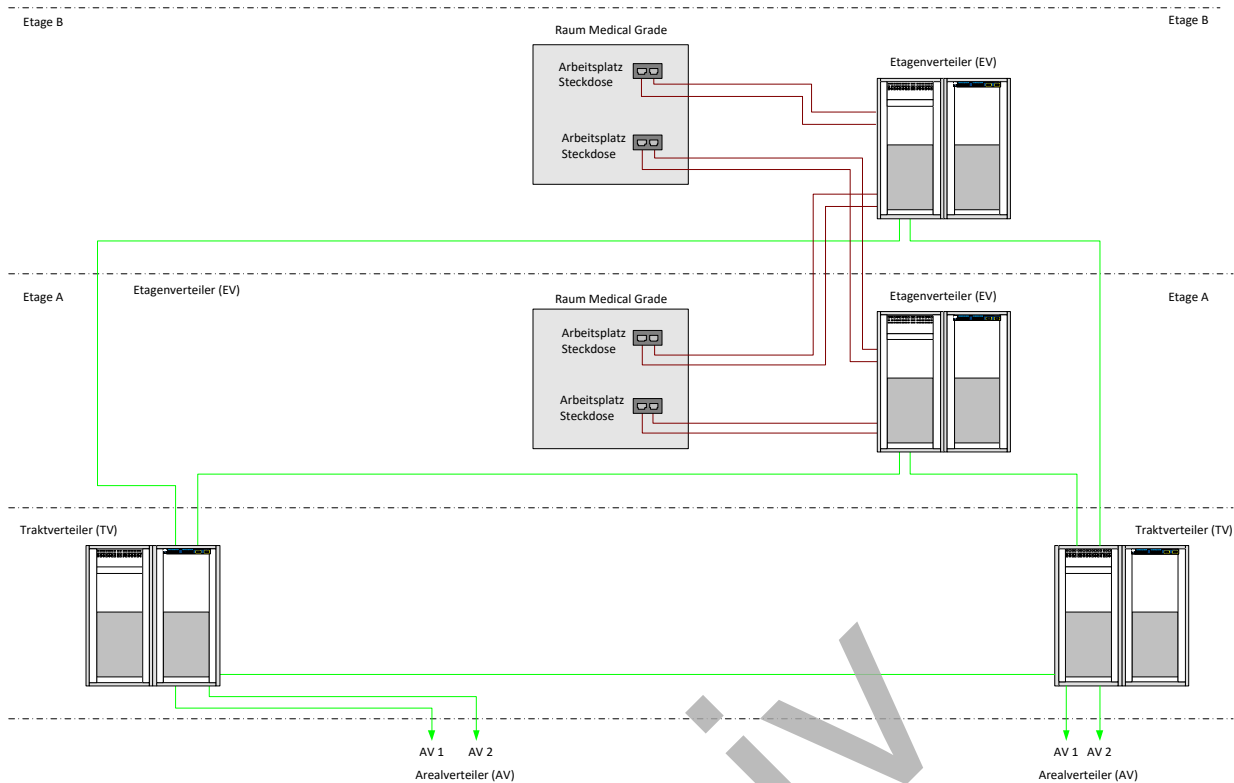 Etage B
Etage B
Raum Medical Grade
Arbeitsplatz
Steckdose
Etagenverteiler (EV)
Arbeitsplatz
Steckdose
Etagenverteiler (EV)
Etage A
Raum Medical Grade
Etagenverteiler (EV)
Etage A
Arbeitsplatz
Steckdose
Arbeitsplatz
Steckdose
Traktverteiler (TV)
Traktverteiler (TV)
AV 1
AV 2
AV 1
AV 2
Arealverteiler (AV)
Arealverteiler (AV)
iv